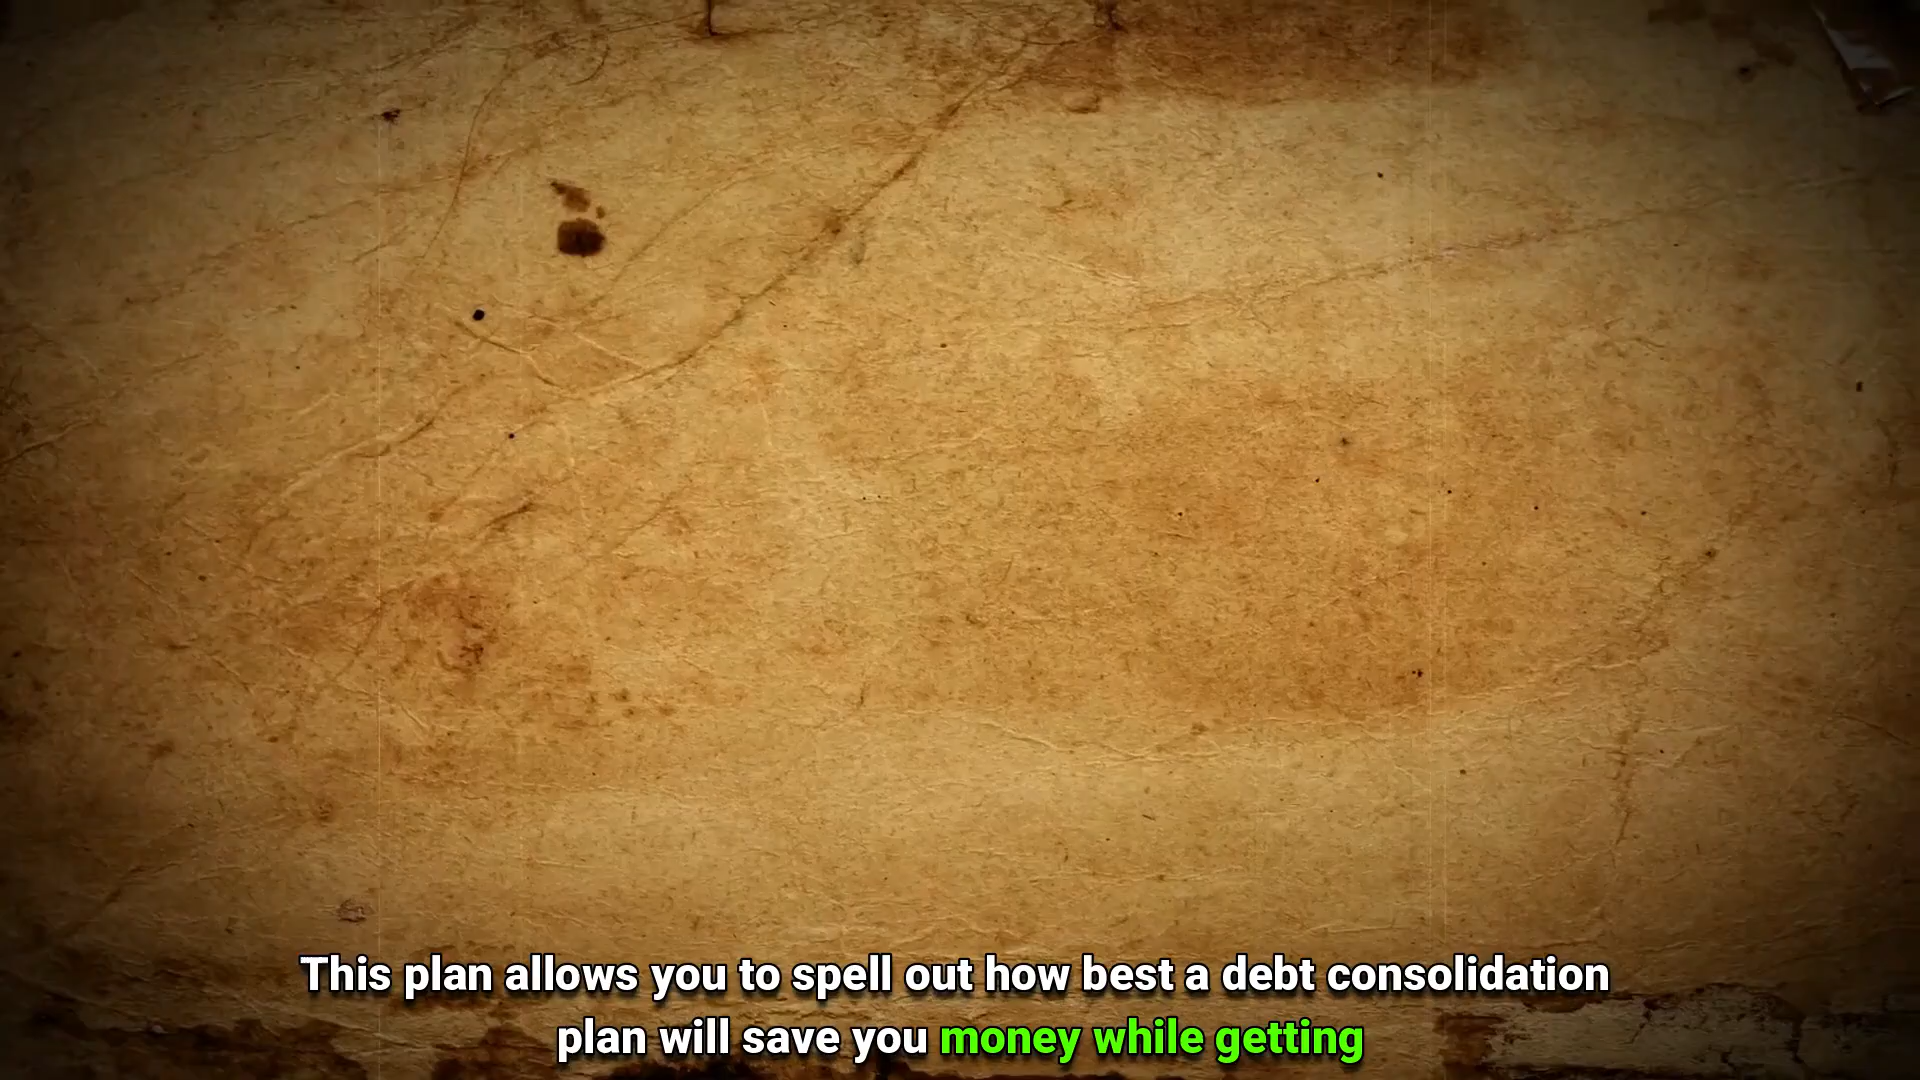 This plan allows you to spell out how best a debt consolidation
plan will save you money while getting